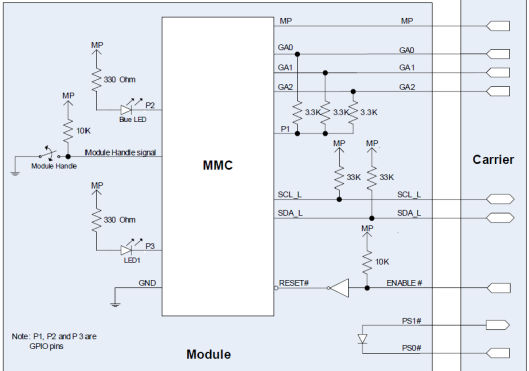 MP MP MP
MP GA0 GA0
330 Ohm GA1 GA1
P2 GA2 GA2
MP Blue LED 3.3K 3.3K 3.3K
10K P1
MP MP
Module Handle signal MMC Carrier
Module Handle 33K 33K
MP SCL_L SCL_L
330 Ohm SDA_L SDA_L
P3 MP
LED1 10K
GND RESET# ENABLE #
PS1#
Note: P1, P2 and P 3 are
GPIO pins PS0#
Module